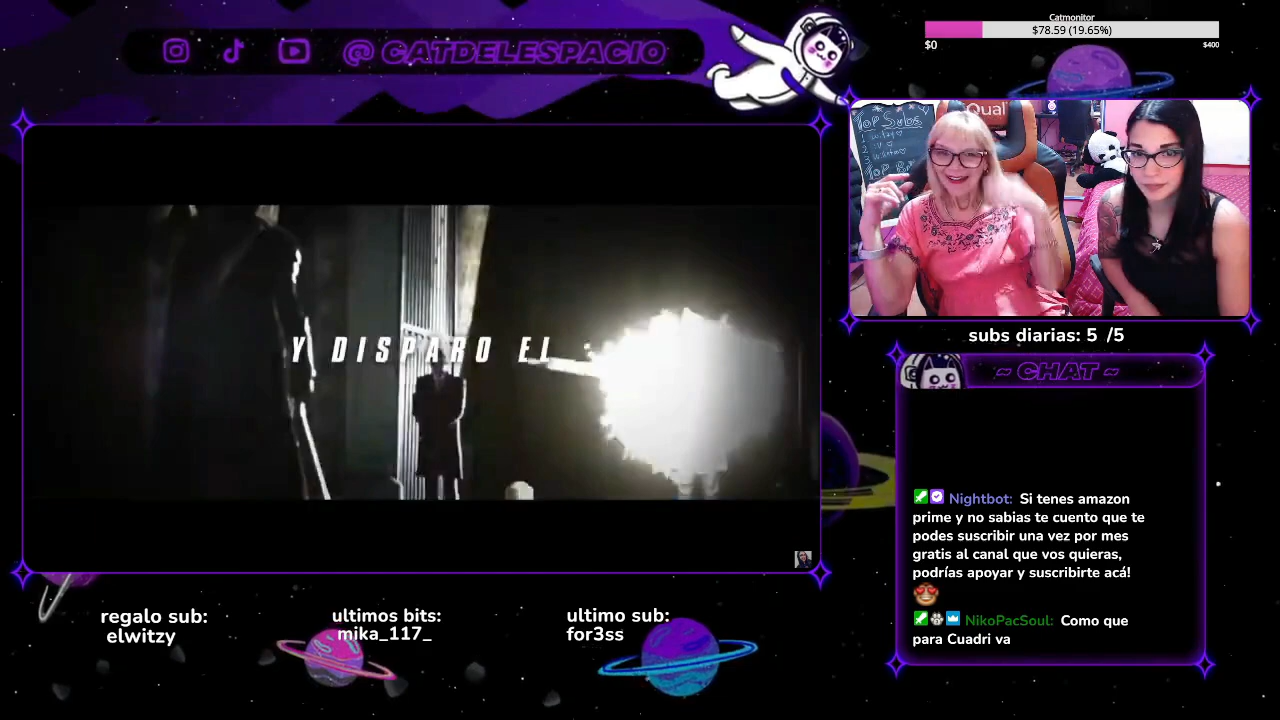 @CATDELESPACIO
Catmonitor
$78.59 (19.65%)
$0
$400
Qual
TOP Subs
Y DISPARO EL
subs diarias: 5 /5
~ CHAT ~
Nightbot: Si tenes amazon
prime y no sabias te cuento que te
podes suscribir una vez por mes
gratis al canal que vos quieras,
podrías apoyar y suscribirte acá!
NikoPacSoul: Como que
para Cuadri va
regalo sub:
elwitzy
ultimos bits:
mika_117_
ultimo sub:
for3ss